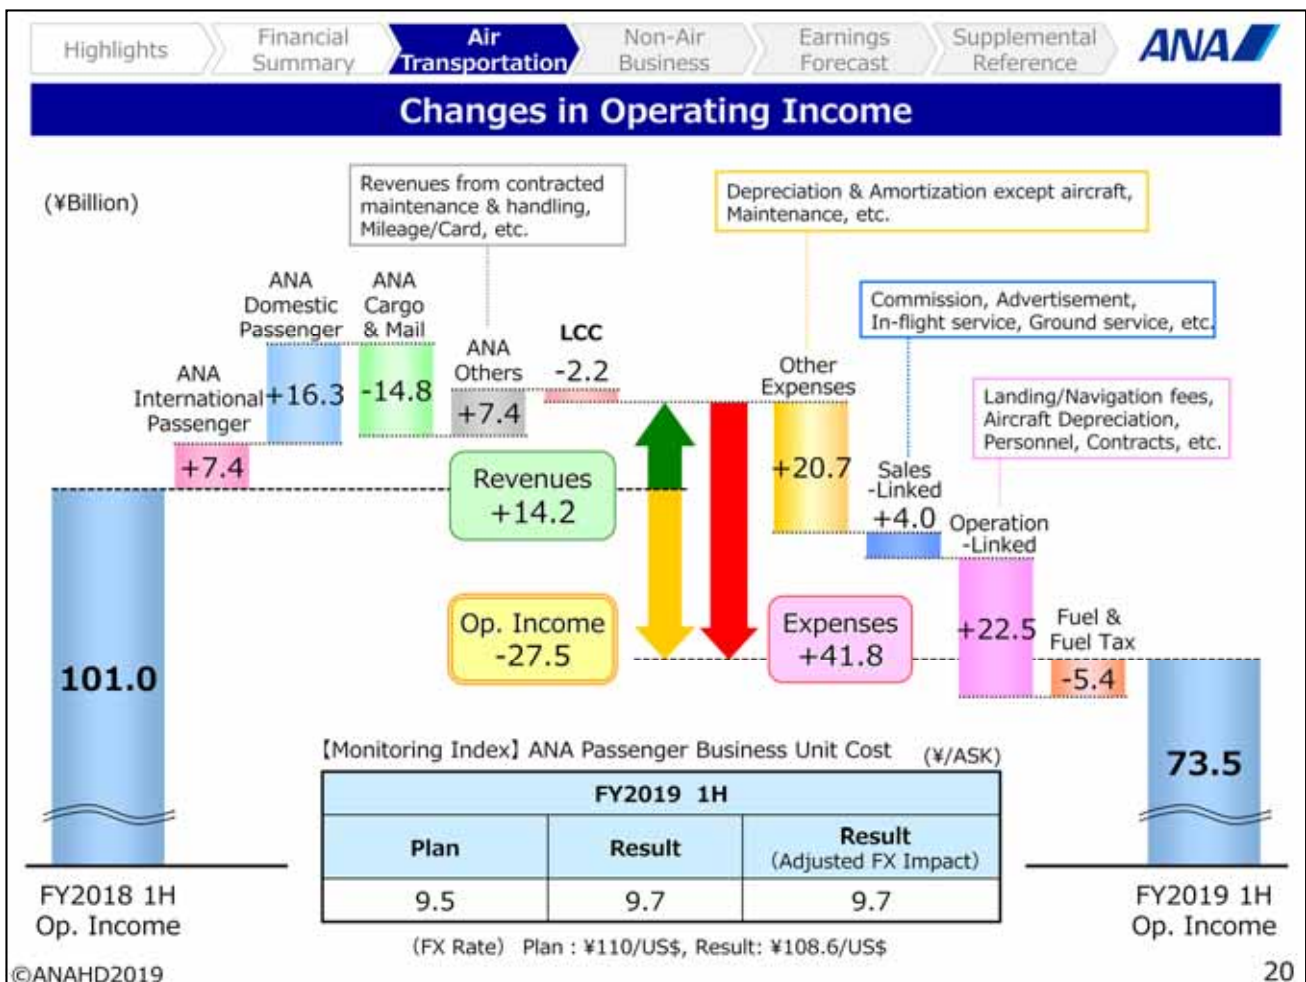 Highlights
Financial
Summary
Air
Transportation
Non-Air
Business
Earnings
Forecast
Supplemental
Reference
ANA
Changes in Operating Income
(¥Billion)
Revenues from contracted
maintenance & handling,
Mileage/Card, etc.
Depreciation & Amortization except aircraft,
Maintenance, etc.
Commission, Advertisement,
In-flight service, Ground service, etc.
Landing/Navigation fees,
Aircraft Depreciation,
Personnel, Contracts, etc.
101.0
ANA
International
Passenger
+7.4
ANA
Domestic
Passenger
+16.3
ANA
Cargo
& Mail
-14.8
ANA
Others
+7.4
LCC
-2.2
Revenues
+14.2
Op. Income
-27.5
Expenses
+41.8
Other
Expenses
+20.7
Sales
-Linked
+4.0
Operation
-Linked
+22.5
Fuel &
Fuel Tax
-5.4
73.5
FY2018 1H
Op. Income
FY2019 1H
Op. Income
【Monitoring Index】 ANA Passenger Business Unit Cost (¥/ASK)
FY2019 1H
Plan Result Result
(Adjusted FX Impact)
9.5 9.7 9.7
(FX Rate) Plan : ¥110/US$, Result: ¥108.6/US$
©ANAHD2019
20